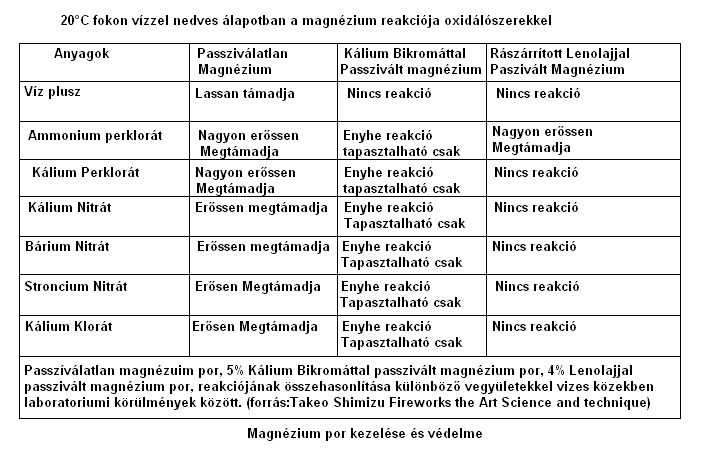 20°C fokon vízzel nedves álapotban a magnézium reakciója oxidálószerekkel
Anyagok Passziválatlan Kálium Bikromáttal Rászárrított Lenolajjal
Magnézium Passzivált magnézium Paszivált Magnézium
Víz plusz Lassan támadja Nincs reakció Nincs reakció
Ammonium perklorát Nagyon erőssen Enyhe reakció Nagyon erőssen
Megtámadja tapasztalható csak Megtámadja
Kálium Perklorát Nagyon erőssen Enyhe reakció Nincs reakció
Megtámadja tapasztalható csak
Kálium Nitrát Erőssen megtámadja Enyhe reakció Nincs reakció
Tapasztalható csak
Bárium Nitrát Erőssen megtámadja Enyhe reakció Nincs reakció
Tapasztalható csak
Stroncium Nitrát Erősen Megtámadja Enyhe reakció Nincs reakció
Tapasztalható csak
Kálium Klorát Erősen Megtámadja Enyhe reakció Nincs reakció
Tapasztalható csak
Passzíválatlan magnézuim por, 5% Kálium Bikromáttal passzivált magnézium por, 4% Lenolajjal
passzivált magnézium por, reakciójának összehasonlítása különböző vegyületekkel vizes közekben
laboratoriumi körülmények között. (forrás:Takeo Shimizu Fireworks the Art Science and technique)
Magnézium por kezelése és védelme